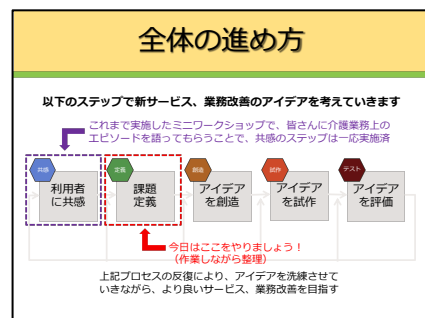 全体の進め方
以下のステップで新サービス、業務改善のアイデアを考えていきます
これまで実施したミニワークショップで、皆さんに介護業務上の
エピソードを語ってもらうことで、共感のステップは一応実施済
共感
利用者
に共感
定義
課題
定義
創造
アイデア
を創造
試作
アイデア
を試作
テスト
アイデア
を評価
今日はここをやりましょう！
（作業しながら整理）
上記プロセスの反復により、アイデアを洗練させて
いきながら、より良いサービス、業務改善を目指す